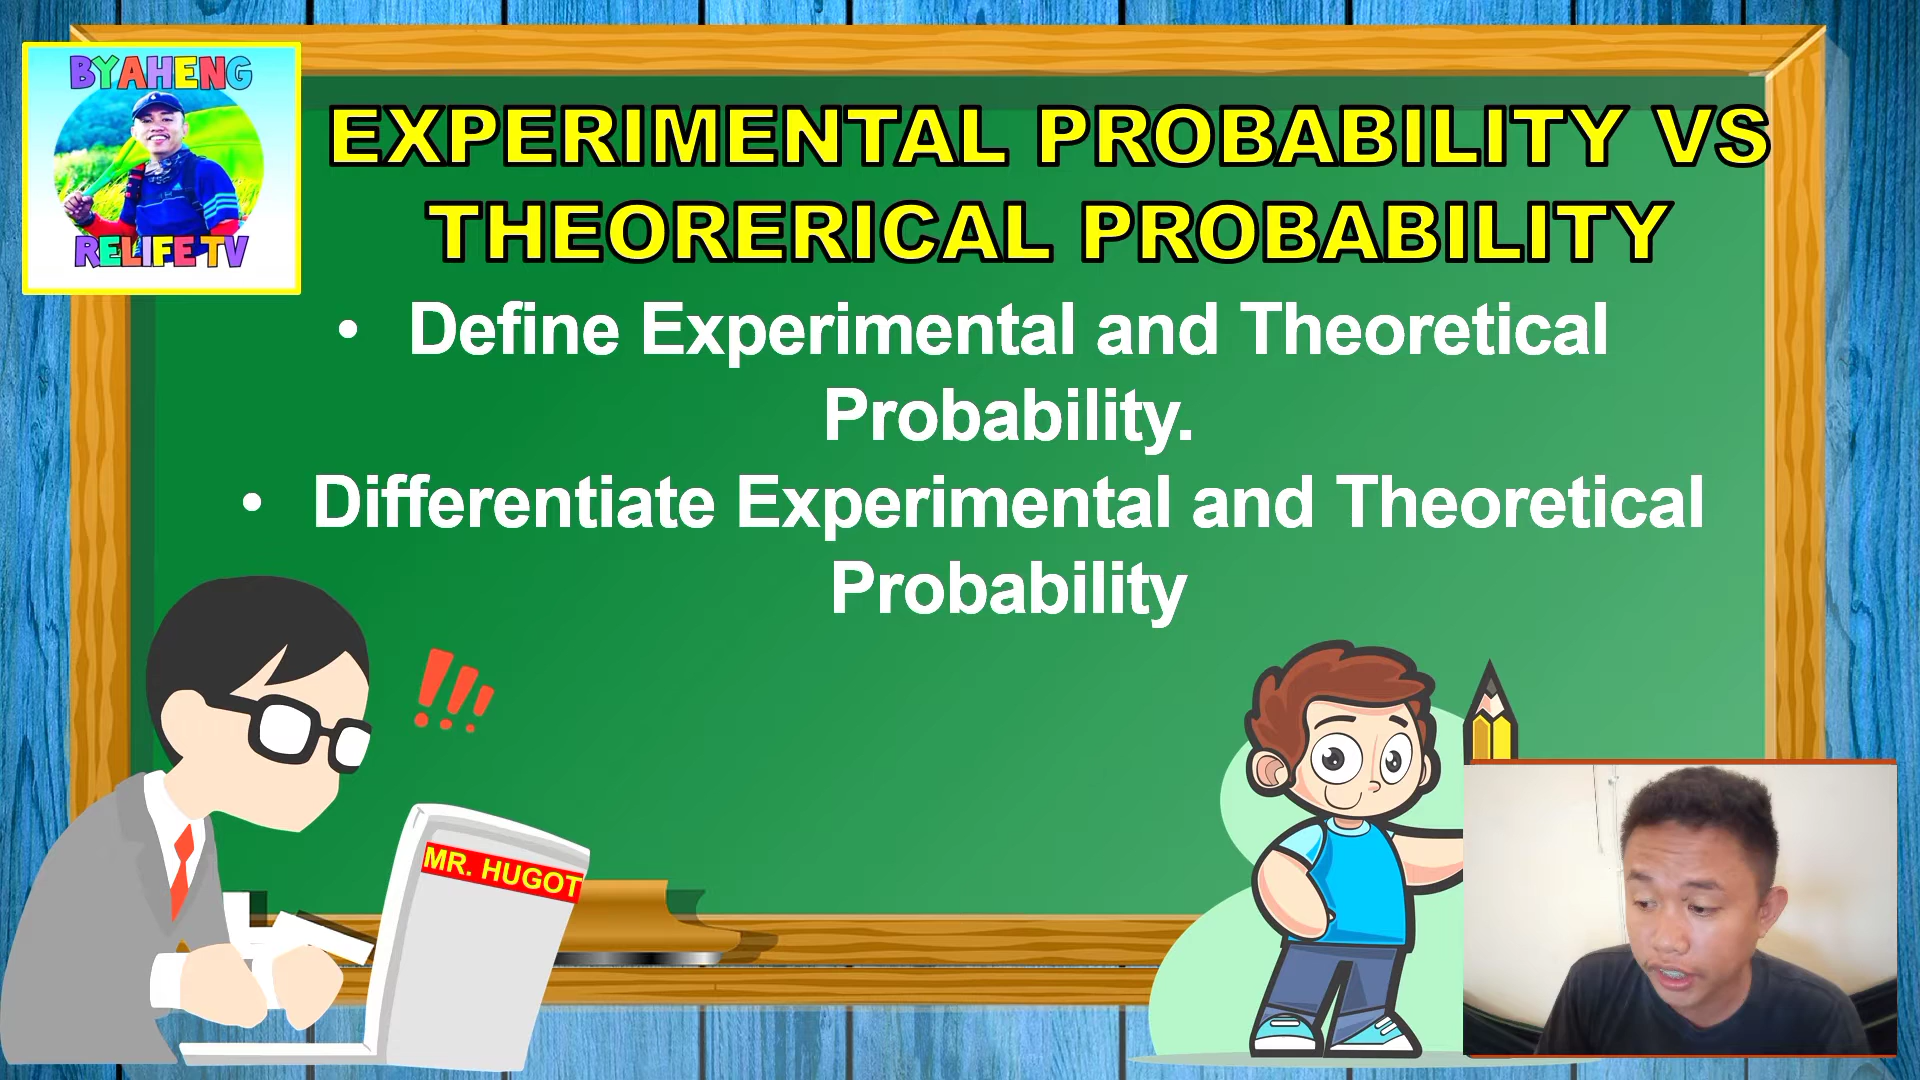 BYAHENG
RELIFE TV
EXPERIMENTAL PROBABILITY VS
THEORERICAL PROBABILITY
• Define Experimental and Theoretical
Probability.
• Differentiate Experimental and Theoretical
Probability
!!!
MR. HUGOT